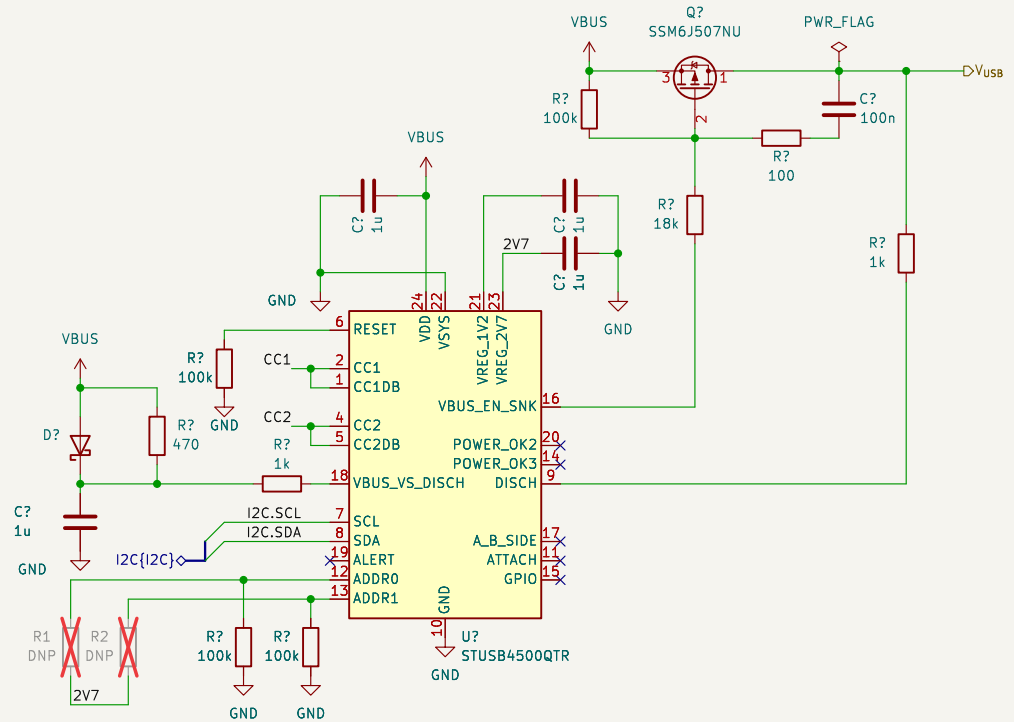 Q?
VBUS
SSM6J507NU
PWR_FLAG
3
1
2
VUSB
R?
100k
C?
100n
R?
100
VBUS
C?
1u
C?
1u
R?
18k
2V7
C?
1u
R?
1k
GND
GND
24
22
21
23
VDD
VSYS
VREG_1V2
VREG_2V7
VBUS
6
RESET
R?
100k
CC1
2
CC1
1
CC1DB
GND
CC2
4
CC2
5
CC2DB
VBUS_EN_SNK
16
POWER_OK2
20
POWER_OK3
14
D?
R?
470
R?
1k
18
VBUS_VS_DISCH
DISCH
9
C?
1u
GND
I2C.SCL
7
SCL
I2C.SDA
8
SDA
A_B_SIDE
17
I2C{I2C}
19
ALERT
ATTACH
11
12
ADDR0
GPIO
15
13
ADDR1
GND
10
R1
DNP
R2
DNP
R?
100k
R?
100k
U?
STUSB4500QTR
GND
2V7
GND
GND